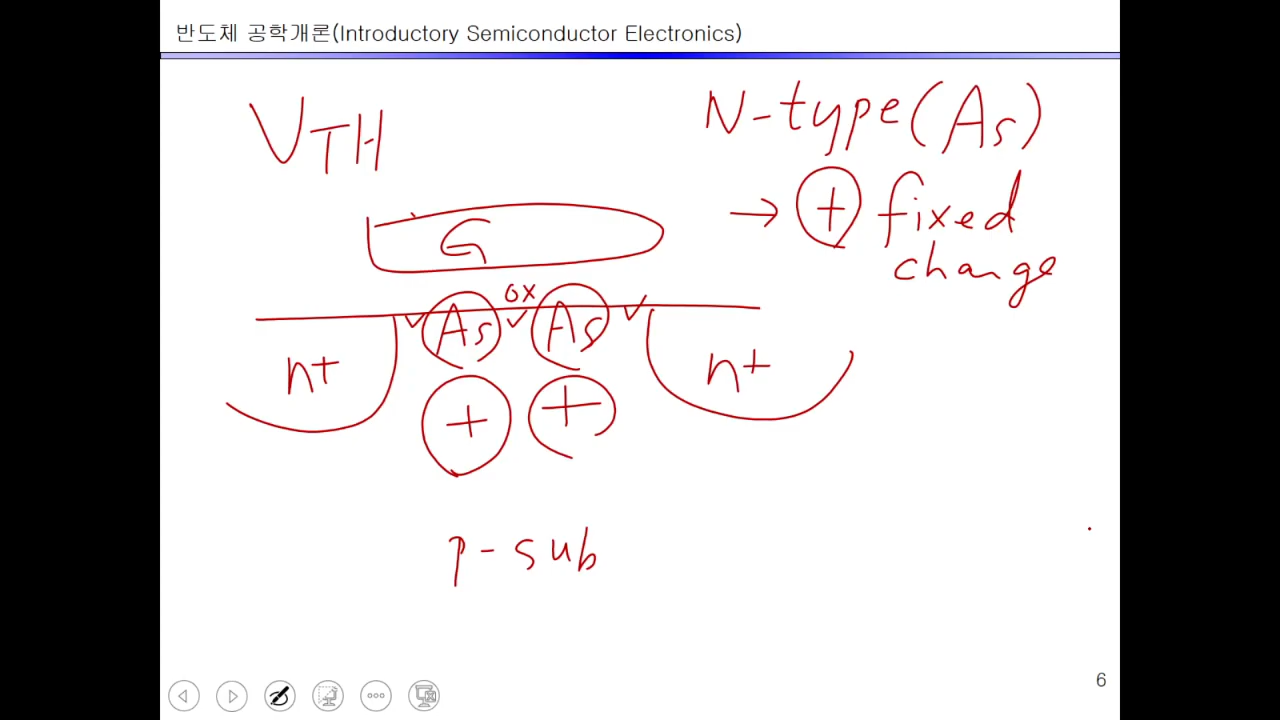 반도체 공학개론(Introductory Semiconductor Electronics)
VTH
N-type (As)
→ + fixed
change
G
ox
As As
n+ n+
+ +
p-sub
6